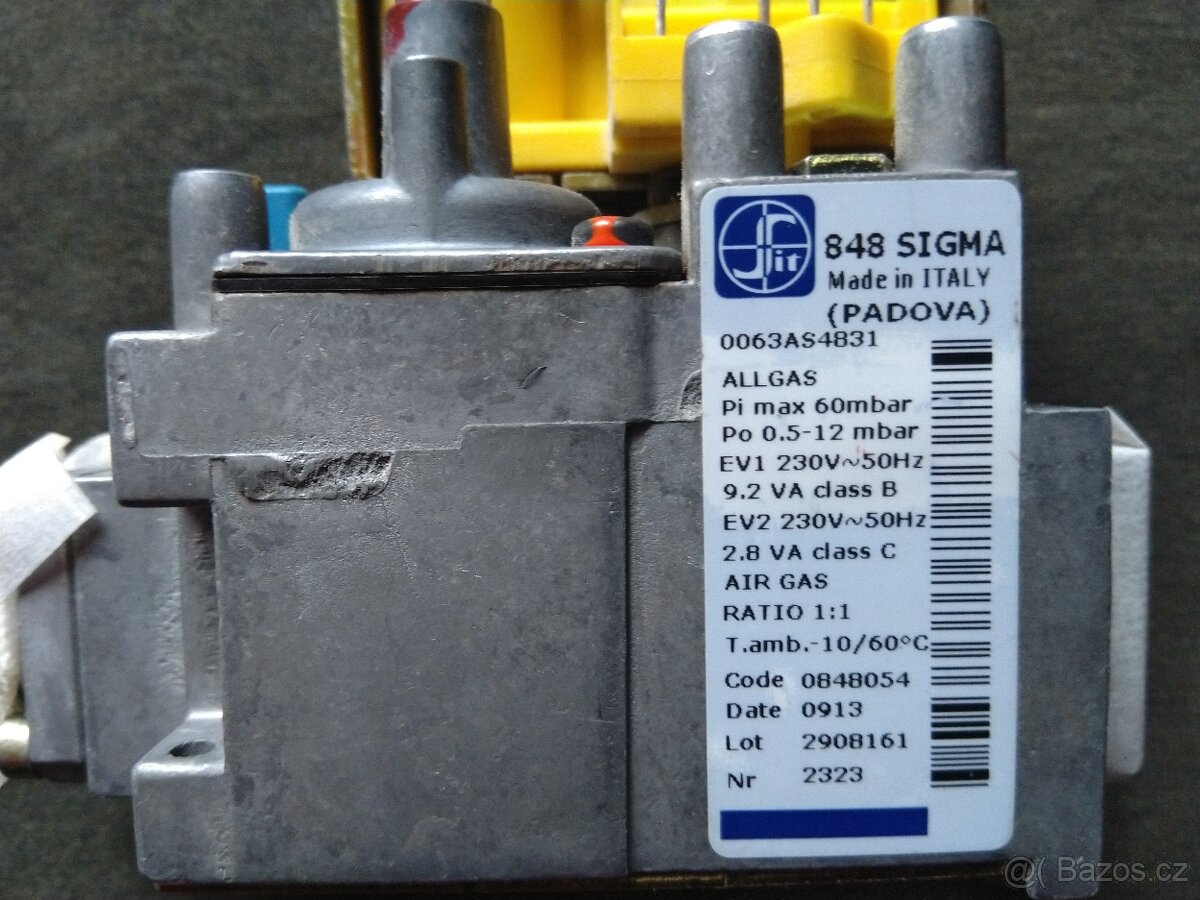 Sit
848 SIGMA
Made in ITALY
(PADOVA)
0063AS4831
ALLGAS
Pi max 60mbar
Po 0.5-12 mbar
EV1 230V~50Hz
9.2 VA class B
EV2 230V~50Hz
2.8 VA class C
AIR GAS
RATIO 1:1
T.amb.-10/60°C
Code 0848054
Date 0913
Lot 2908161
Nr 2323
@( Bazos.cz